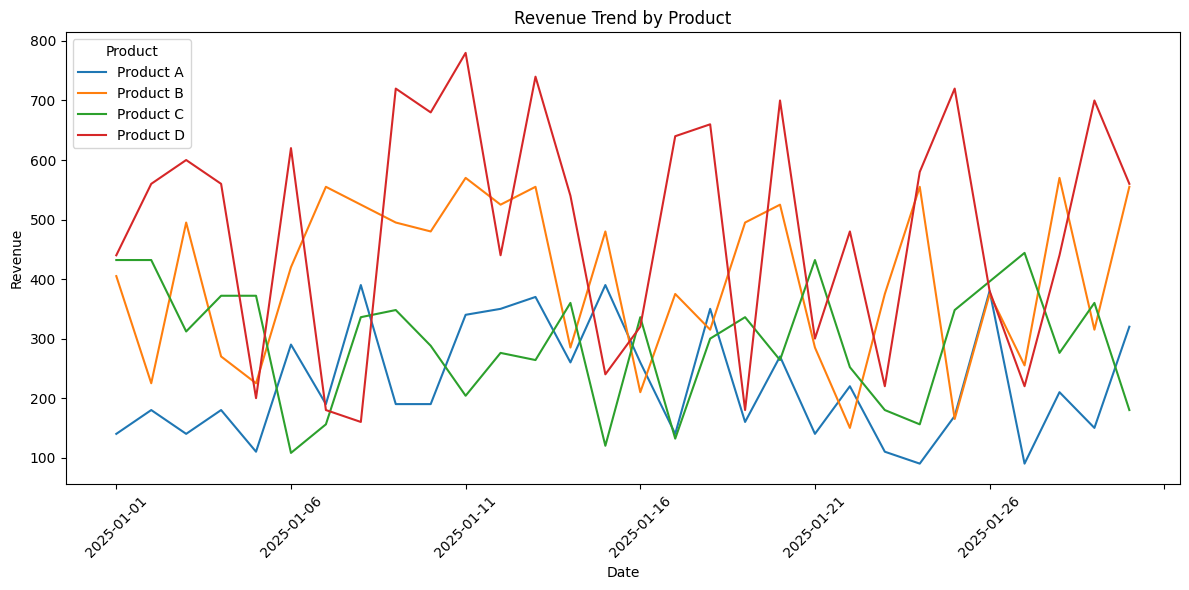 Revenue Trend by Product
Product
Product A
Product B
Product C
Product D
Revenue
800
700
600
500
400
300
200
100
2025-01-01
2025-01-06
2025-01-11
2025-01-16
2025-01-21
2025-01-26
Date